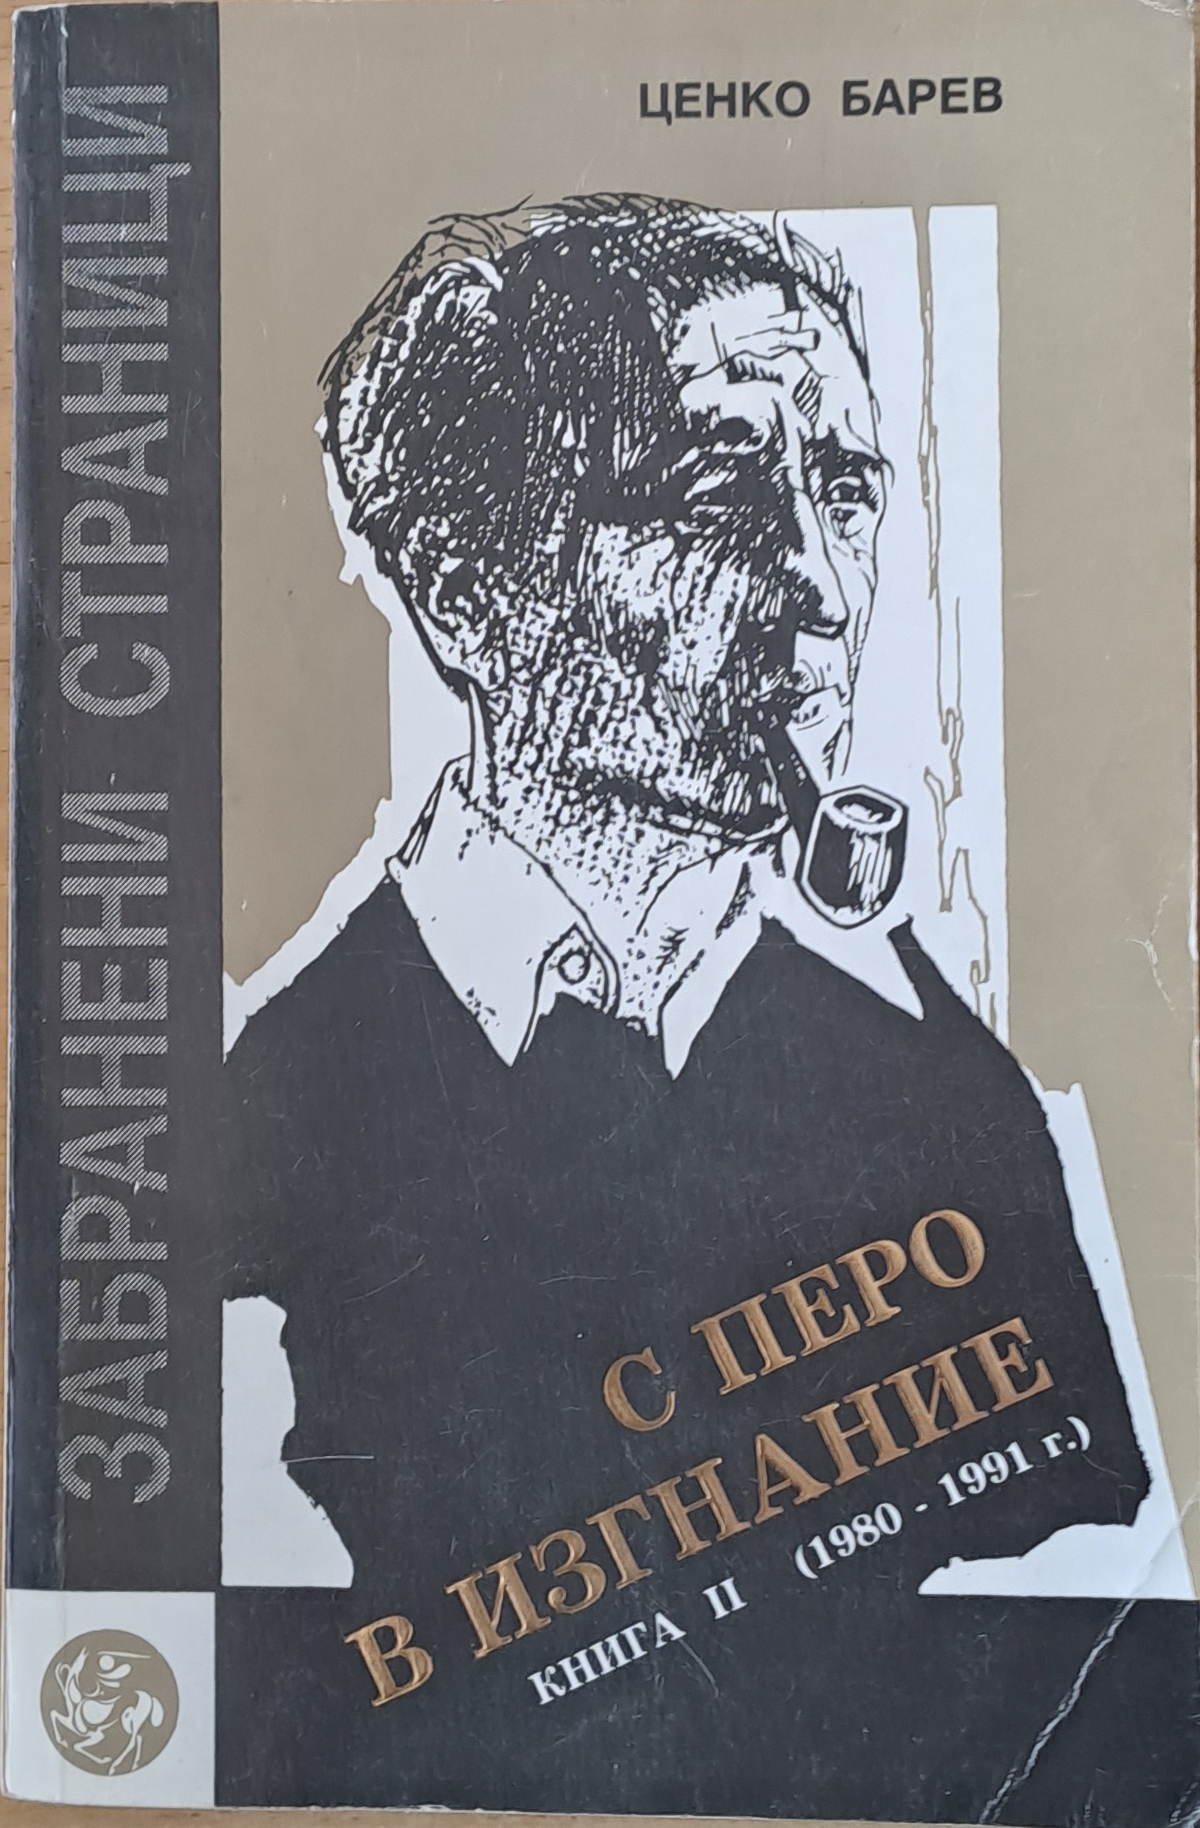 ЦЕНКО БАРЕВ
ЗАБРАНЕНИ СТРАНИЦИ
С ПЕРО
В ИЗГНАНИЕ
КНИГА II (1980 - 1991 г.)